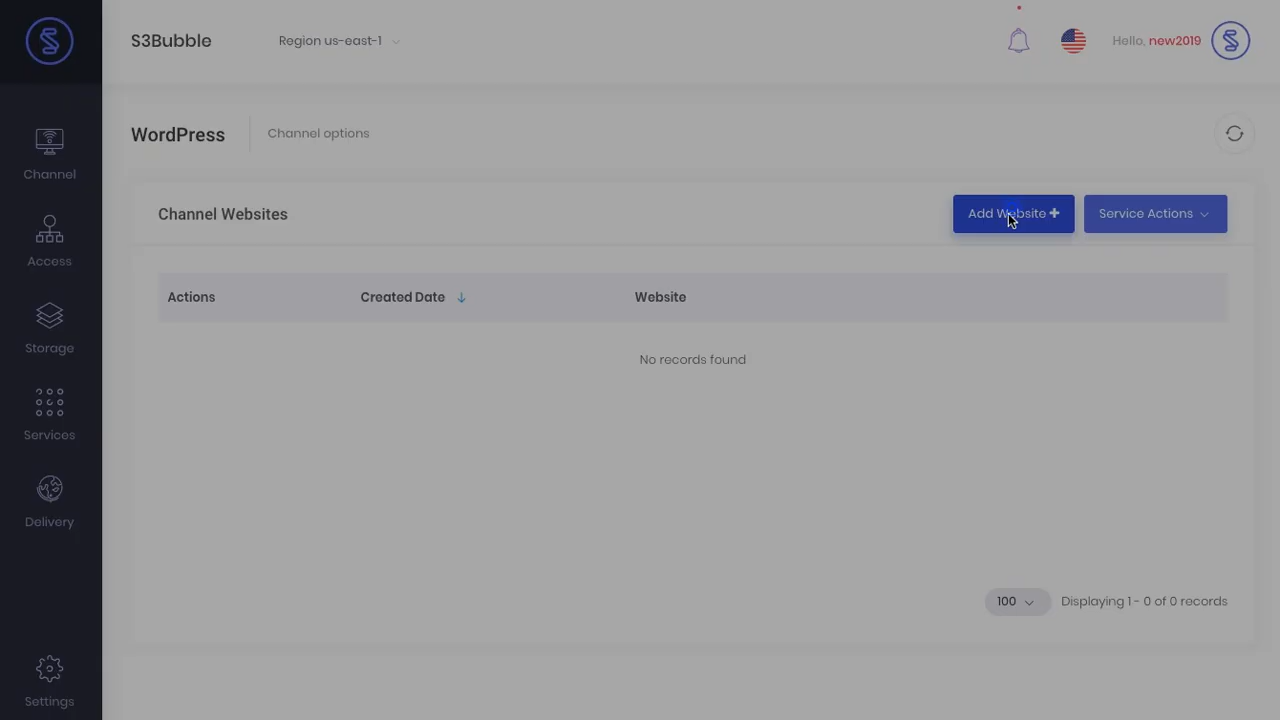 S3Bubble
Region us-east-1
Hello, new2019
Channel
Access
Storage
Services
Delivery
Settings
WordPress
Channel options
Channel Websites
Add Website
Service Actions
Actions
Created Date
Website
No records found
100
Displaying 1 - 0 of 0 records